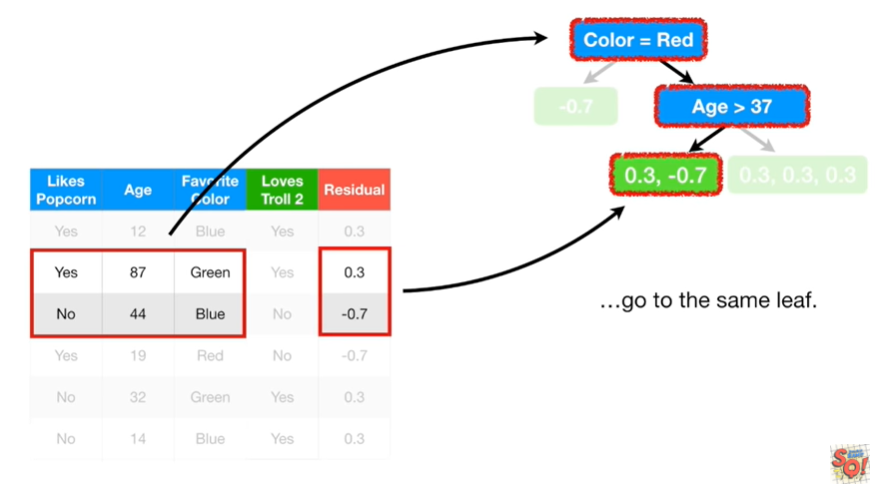 Color = Red
-0.7
Age > 37
0.3, -0.7
0.3, 0.3, 0.3
Likes Popcorn Age Favorite Color Loves Troll 2 Residual
Yes 12 Blue Yes 0.3
Yes 87 Green Yes 0.3
No 44 Blue No -0.7
Yes 19 Red No -0.7
No 32 Green Yes 0.3
No 14 Blue Yes 0.3
…go to the same leaf.
SQ!